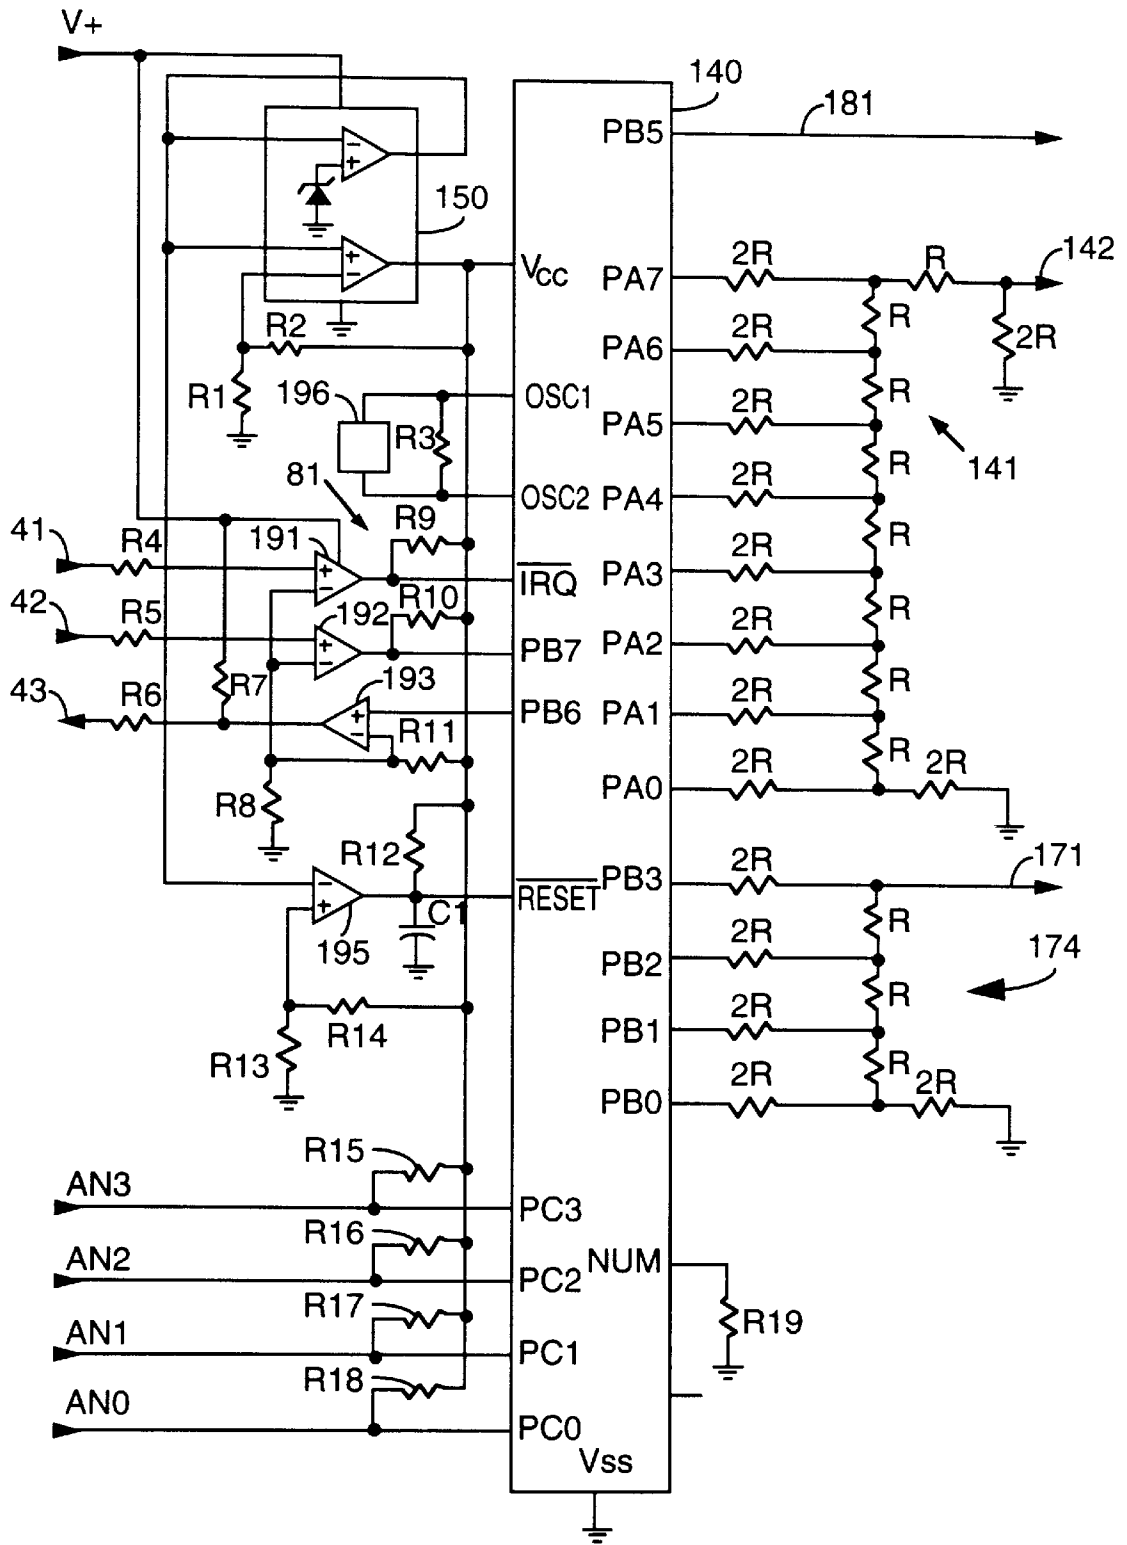 V+
140
PB5
181
150
VCC
PA7
2R
R
142
R2
PA6
2R
R
2R
R1
196
OSC1
R3
PA5
2R
R
141
81
OSC2
PA4
2R
R
41
R4
191
R9
IRQ
PA3
2R
R
42
R5
192
R10
PB7
PA2
2R
R
43
R6
R7
193
PB6
PA1
2R
R
R11
R8
PA0
2R
R
2R
R12
RESET
PB3
2R
171
C1
R
195
PB2
2R
174
R
R14
PB1
2R
R13
R
PB0
2R
2R
R15
AN3
PC3
R16
AN2
PC2
NUM
R17
R19
AN1
PC1
R18
AN0
PC0
Vss